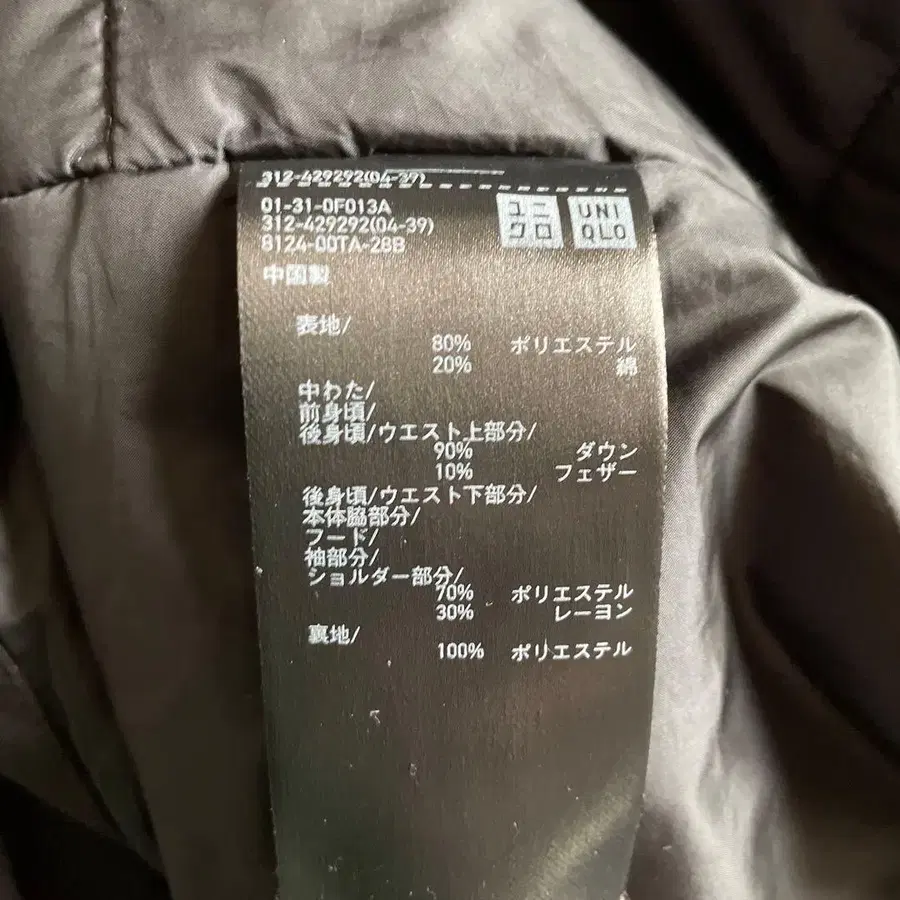 312-429292(04-39)
01-31-0F013A
312-429292(04-39)
8124-00TA-28B
ユニ
クロ
UNI
QLO
中国製
表地/
80% ポリエステル
20% 綿
中わた/
前身頃/
後身頃/ウエスト上部分/
90% ダウン
10% フェザー
後身頃/ウエスト下部分/
本体脇部分/
フード/
袖部分/
ショルダー部分/
70% ポリエステル
30% レーヨン
裏地/
100% ポリエステル